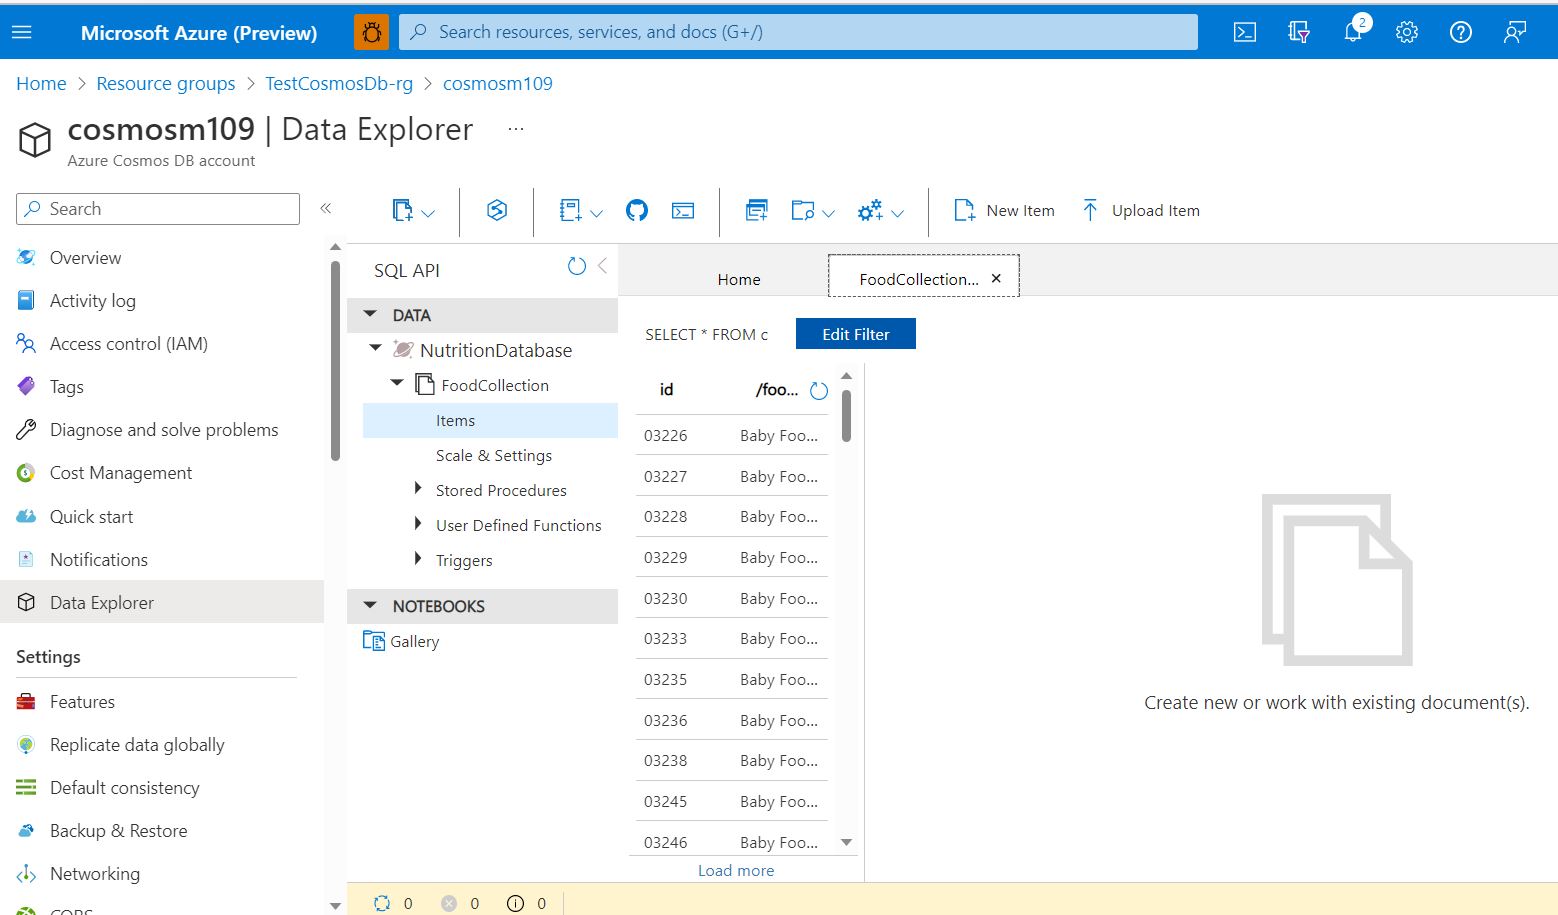 Microsoft Azure (Preview)
Search resources, services, and docs (G+/)
2
Home > Resource groups > TestCosmosDb-rg > cosmosm109
cosmosm109 | Data Explorer ...
Azure Cosmos DB account
Search
«
New Item
Upload Item
Overview
Activity log
Access control (IAM)
Tags
Diagnose and solve problems
Cost Management
Quick start
Notifications
Data Explorer
Settings
Features
Replicate data globally
Default consistency
Backup & Restore
Networking
CORS
SQL API
DATA
NutritionDatabase
FoodCollection
Items
Scale & Settings
Stored Procedures
User Defined Functions
Triggers
NOTEBOOKS
Gallery
Home
FoodCollection... ×
SELECT * FROM c
Edit Filter
id /foo...
03226 Baby Foo...
03227 Baby Foo...
03228 Baby Foo...
03229 Baby Foo...
03230 Baby Foo...
03233 Baby Foo...
03235 Baby Foo...
03236 Baby Foo...
03238 Baby Foo...
03245 Baby Foo...
03246 Baby Foo...
Load more
Create new or work with existing document(s).
0 0 0